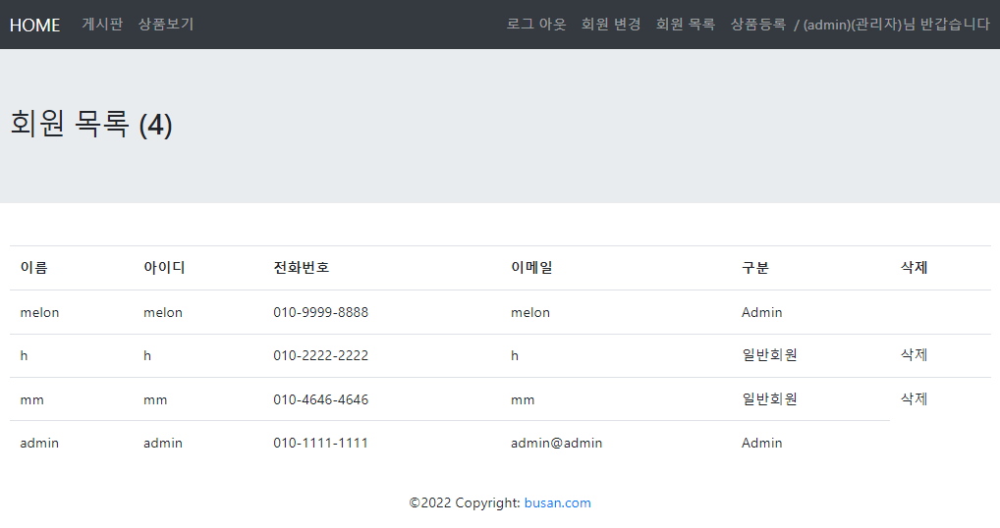 HOME 게시판 상품보기 로그 아웃 회원 변경 회원 목록 상품등록 / (admin)(관리자)님 반갑습니다
회원 목록 (4)
이름 아이디 전화번호 이메일 구분 삭제
melon melon 010-9999-8888 melon Admin
h h 010-2222-2222 h 일반회원 삭제
mm mm 010-4646-4646 mm 일반회원 삭제
admin admin 010-1111-1111 admin@admin Admin
©2022 Copyright: busan.com